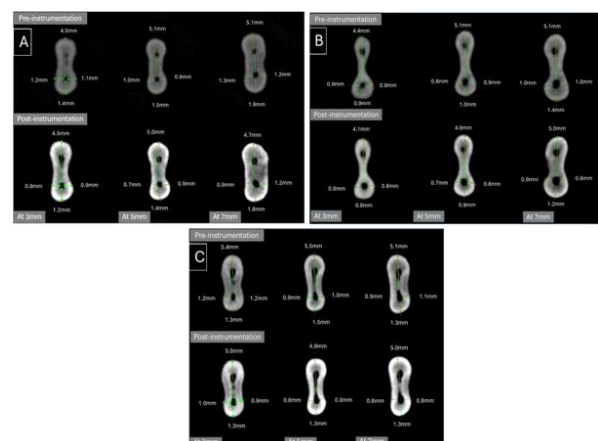 Pre-instrumentation
A
4.8mm 5.1mm 5.1mm
1.2mm 1.1mm 1.0mm 0.9mm 1.3mm 1.2mm
1.4mm 1.5mm 1.9mm
Post-instrumentation
4.5mm 5.0mm 4.7mm
0.9mm 0.9mm 0.7mm 0.9mm 0.9mm 1.2mm
1.2mm 1.4mm 1.8mm
At 3mm At 5mm At 7mm
Pre-instrumentation
B
4.4mm 5.1mm 5.1mm
0.9mm 0.9mm 0.8mm 0.9mm 1.0mm 1.0mm
0.9mm 1.0mm 1.4mm
Post-instrumentation
4.1mm 4.9mm 5.1mm
0.8mm 0.8mm 0.7mm 0.8mm 0.9mm 0.8mm
0.8mm 0.9mm 1.2mm
At 3mm At 5mm At 7mm
Pre-instrumentation
C
5.4mm 5.5mm 5.1mm
1.2mm 1.2mm 0.9mm 1.0mm 1.1mm
1.3mm 1.5mm 1.3mm
Post-Instrumentation
5.0mm 4.9mm 5.0mm
1.0mm 0.9mm 0.8mm 0.8mm 0.8mm
1.3mm 1.3mm 1.3mm